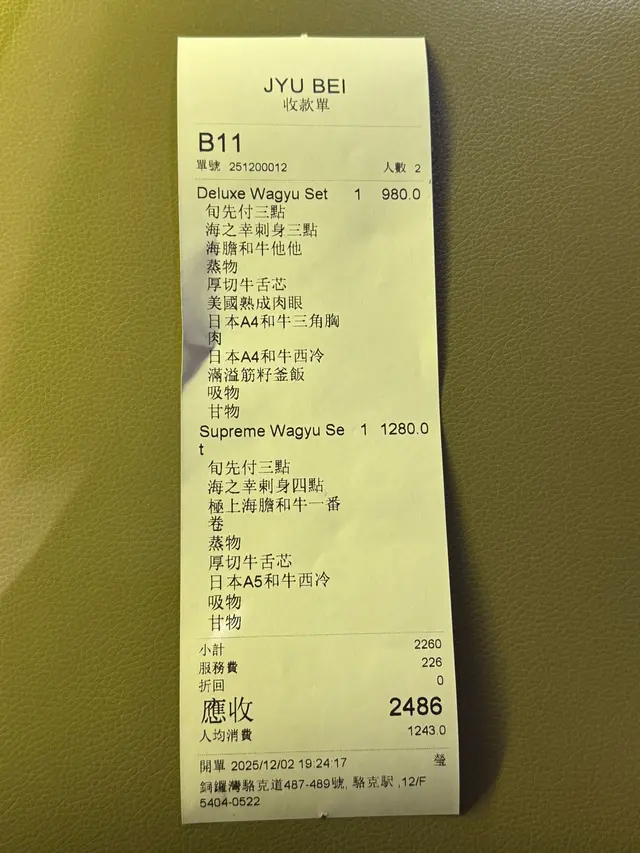 JYU BEI
收款單
B11
單號 251200012 人數 2
Deluxe Wagyu Set 1 980.0
旬先付三點
海之幸刺身三點
海膽和牛他他
蒸物
厚切牛舌芯
美國熟成肉眼
日本A4和牛三角胸
肉
日本A4和牛西冷
滿溢筋籽釜飯
吸物
甘物
Supreme Wagyu Se 1 1280.0
t
旬先付三點
海之幸刺身四點
極上海膽和牛一番
卷
蒸物
厚切牛舌芯
日本A5和牛西冷
吸物
甘物
小計 2260
服務費 226
折回 0
應收 2486
人均消費 1243.0
開單 2025/12/02 19:24:17 瑩
銅鑼灣駱克道487-489號, 駱克駅 ,12/F
5404-0522